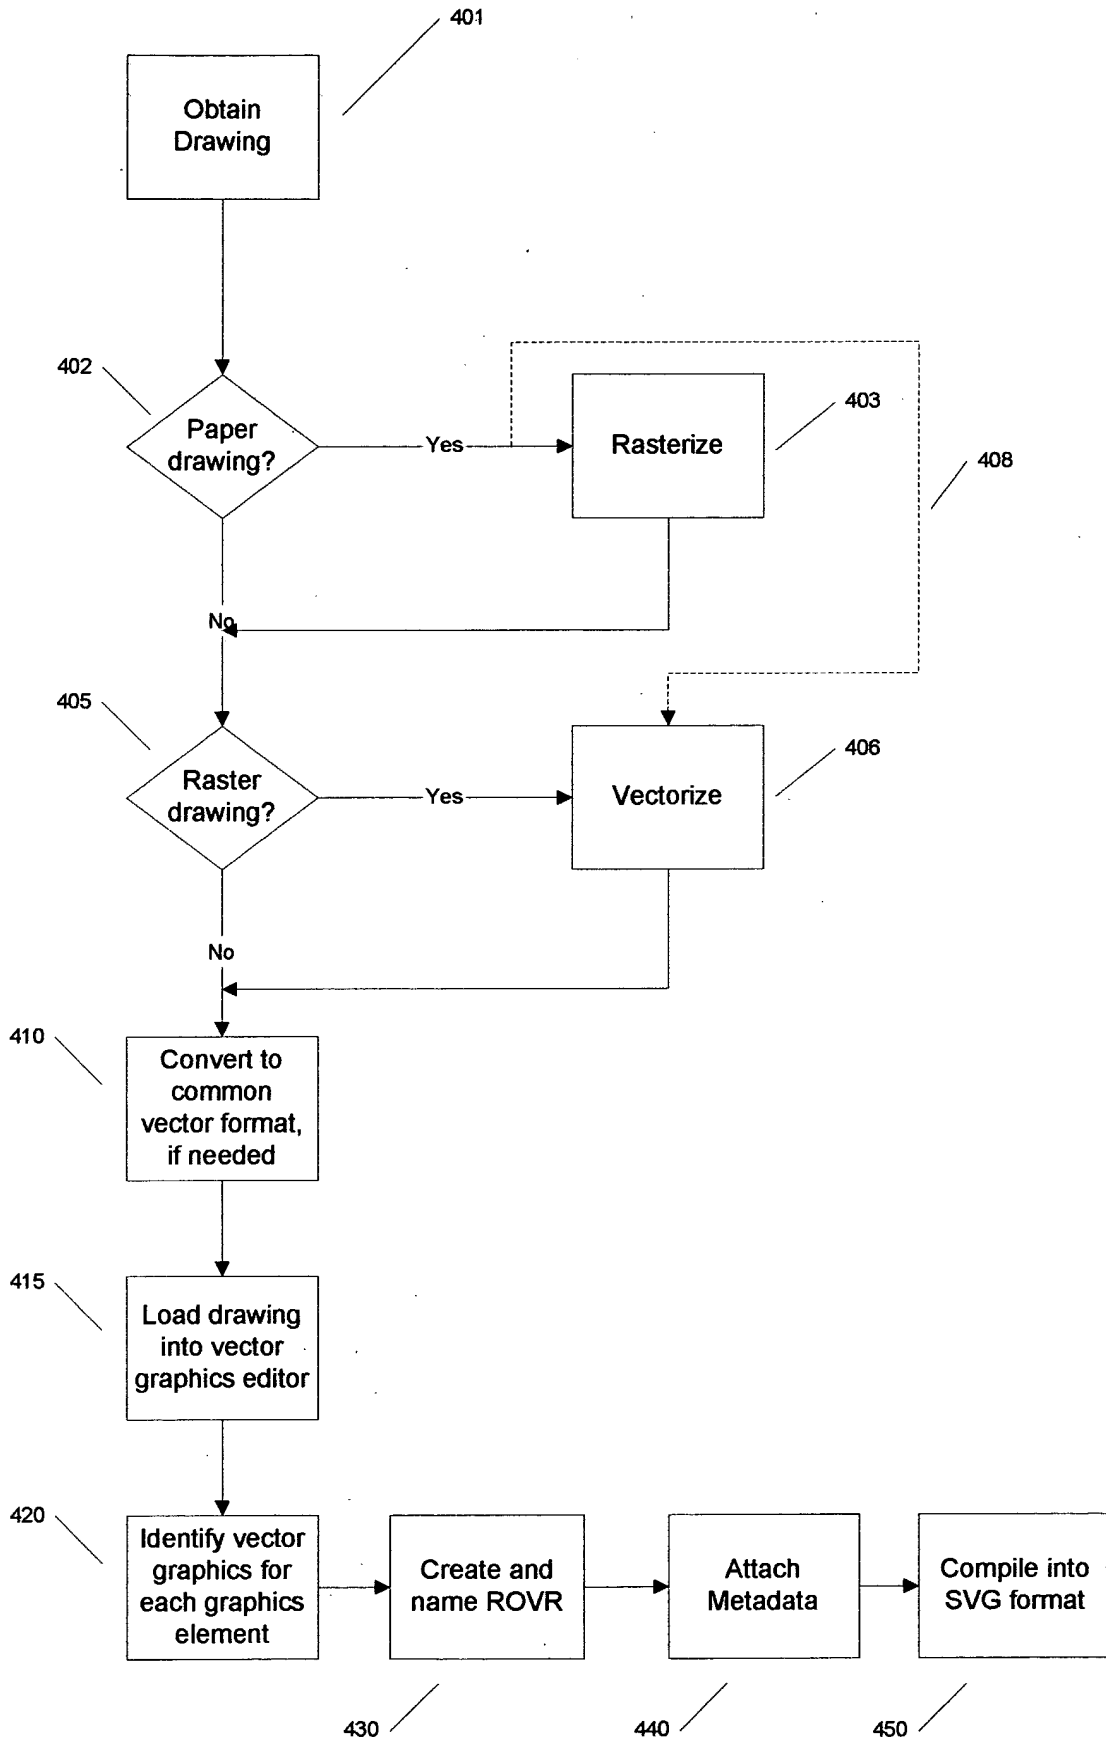 401
Obtain
Drawing
402
Paper
drawing?
Yes
Rasterize
403
408
No
405
Raster
drawing?
Yes
Vectorize
406
No
410
Convert to
common
vector format,
if needed
415
Load drawing
into vector
graphics editor
420
Identify vector
graphics for
each graphics
element
Create and
name ROVR
Attach
Metadata
Compile into
SVG format
430
440
450